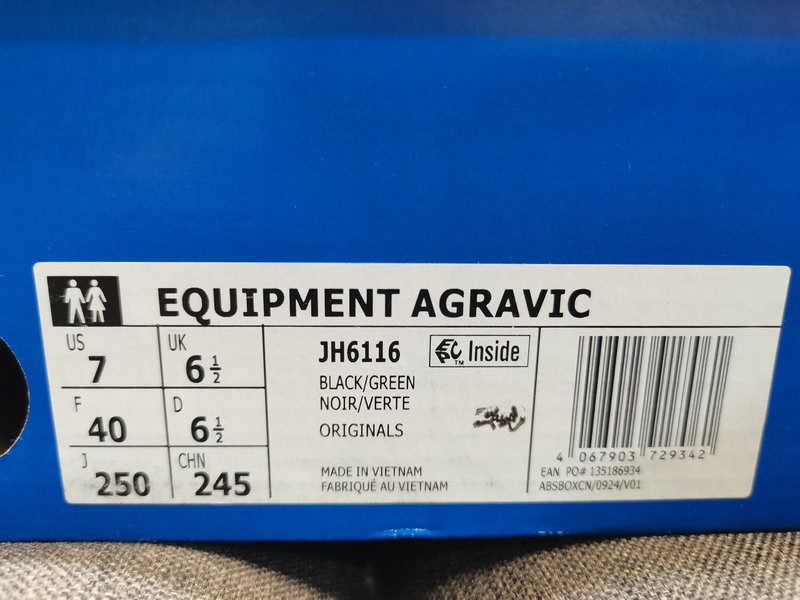 EQUIPMENT AGRAVIC
US 7 UK 6 1/2
F 40 D 6 1/2
J 250 CHN 245
JH6116
Inside
TM
BLACK/GREEN
NOIR/VERTE
ORIGINALS
MADE IN VIETNAM
FABRIQUÉ AU VIETNAM
4 067903 729342
EAN PO# 135186934
ABSBOXCN/0924/V01